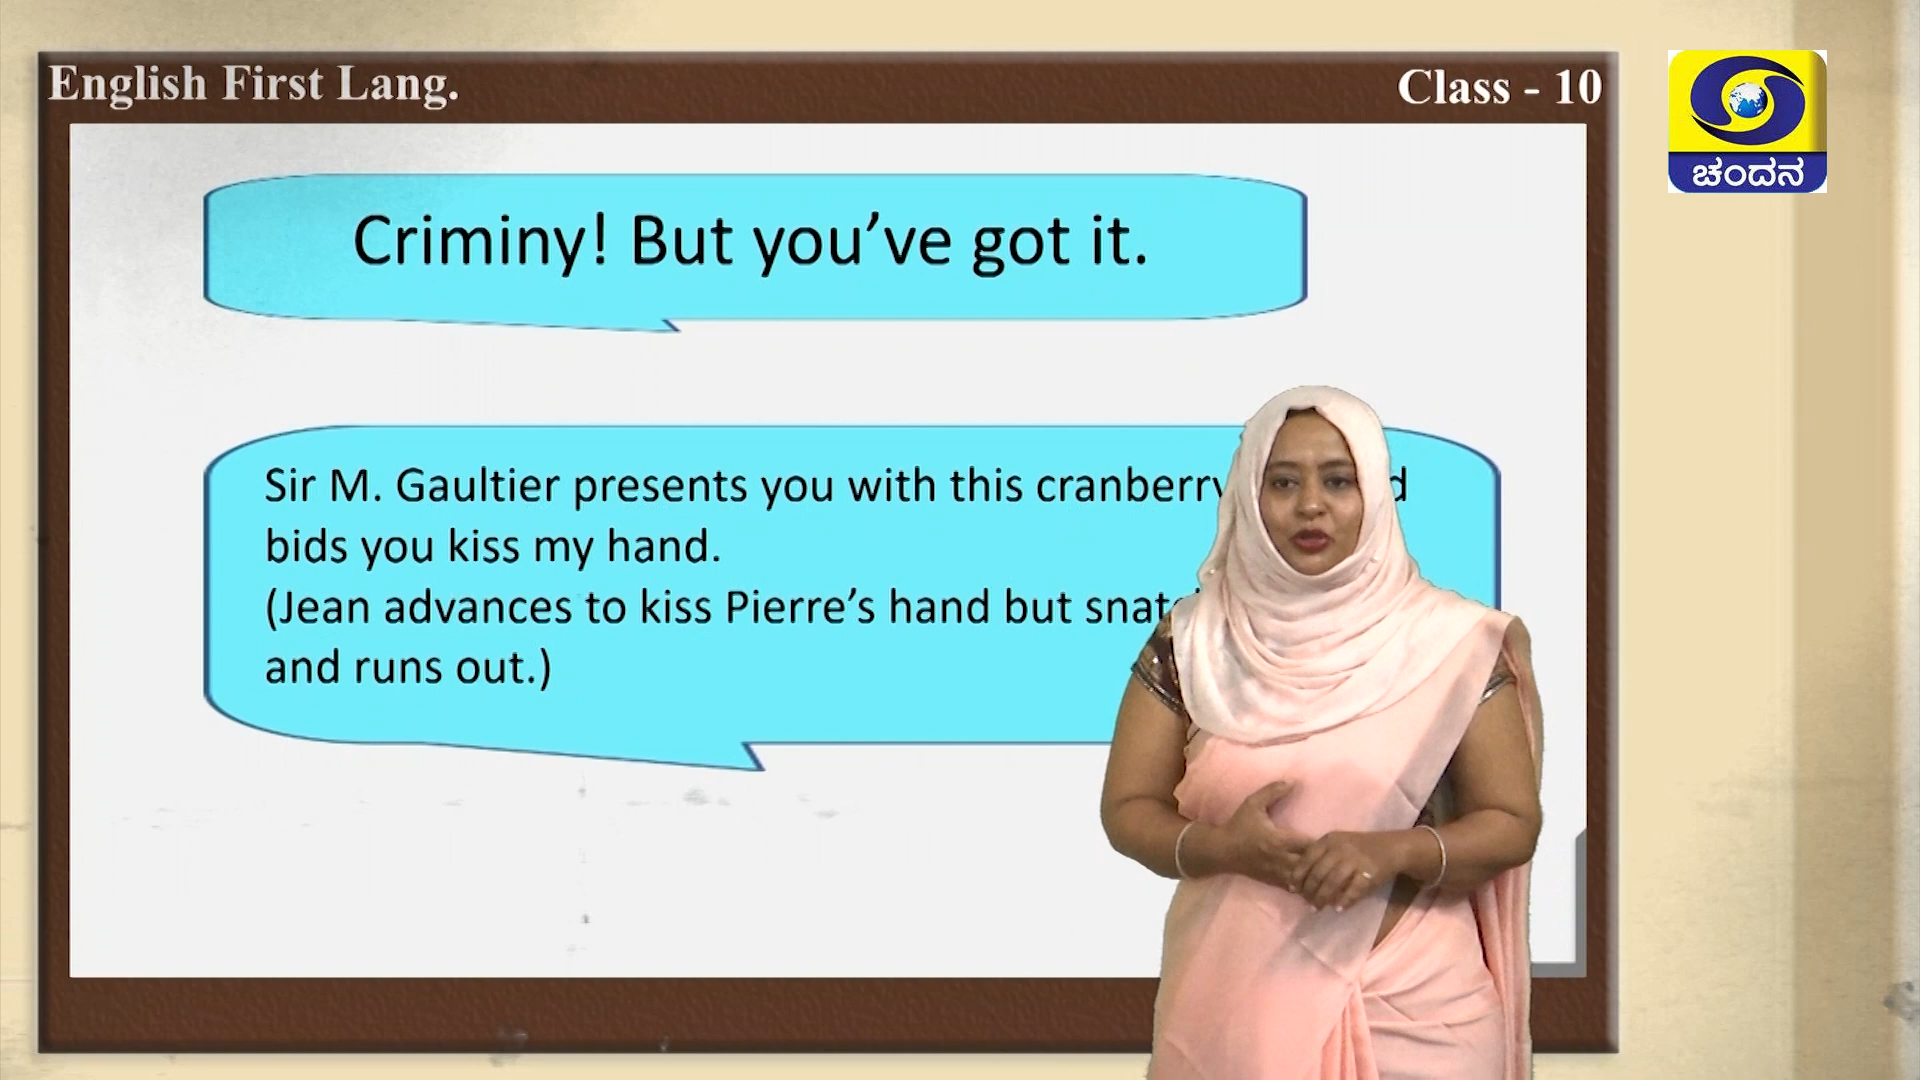 English First Lang.
Class - 10
ಚಂದನ
Criminy! But you’ve got it.
Sir M. Gaultier presents you with this cranberry
bids you kiss my hand.
(Jean advances to kiss Pierre’s hand but
and runs out.)